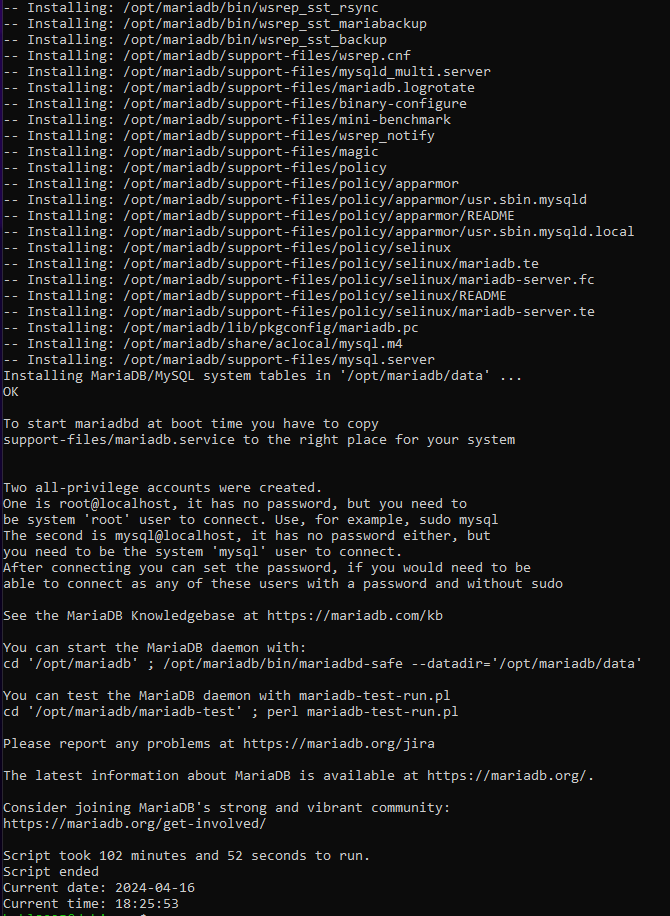 -- Installing: /opt/mariadb/bin/wsrep_sst_rsync
-- Installing: /opt/mariadb/bin/wsrep_sst_mariabackup
-- Installing: /opt/mariadb/bin/wsrep_sst_backup
-- Installing: /opt/mariadb/support-files/wsrep.cnf
-- Installing: /opt/mariadb/support-files/mysqld_multi.server
-- Installing: /opt/mariadb/support-files/mariadb.logrotate
-- Installing: /opt/mariadb/support-files/binary-configure
-- Installing: /opt/mariadb/support-files/mini-benchmark
-- Installing: /opt/mariadb/support-files/wsrep_notify
-- Installing: /opt/mariadb/support-files/magic
-- Installing: /opt/mariadb/support-files/policy
-- Installing: /opt/mariadb/support-files/policy/apparmor
-- Installing: /opt/mariadb/support-files/policy/apparmor/usr.sbin.mysqld
-- Installing: /opt/mariadb/support-files/policy/apparmor/README
-- Installing: /opt/mariadb/support-files/policy/apparmor/usr.sbin.mysqld.local
-- Installing: /opt/mariadb/support-files/policy/selinux
-- Installing: /opt/mariadb/support-files/policy/selinux/mariadb.te
-- Installing: /opt/mariadb/support-files/policy/selinux/mariadb-server.fc
-- Installing: /opt/mariadb/support-files/policy/selinux/README
-- Installing: /opt/mariadb/support-files/policy/selinux/mariadb-server.te
-- Installing: /opt/mariadb/lib/pkgconfig/mariadb.pc
-- Installing: /opt/mariadb/share/aclocal/mysql.m4
-- Installing: /opt/mariadb/support-files/mysql.server
Installing MariaDB/MySQL system tables in '/opt/mariadb/data' ...
OK
To start mariadbd at boot time you have to copy
support-files/mariadb.service to the right place for your system
Two all-privilege accounts were created.
One is root@localhost, it has no password, but you need to
be system 'root' user to connect. Use, for example, sudo mysql
The second is mysql@localhost, it has no password either, but
you need to be the system 'mysql' user to connect.
After connecting you can set the password, if you would need to be
able to connect as any of these users with a password and without sudo
See the MariaDB Knowledgebase at https://mariadb.com/kb
You can start the MariaDB daemon with:
cd '/opt/mariadb' ; /opt/mariadb/bin/mariadbd-safe --datadir='/opt/mariadb/data'
You can test the MariaDB daemon with mariadb-test-run.pl
cd '/opt/mariadb/mariadb-test' ; perl mariadb-test-run.pl
Please report any problems at https://mariadb.org/jira
The latest information about MariaDB is available at https://mariadb.org/.
Consider joining MariaDB's strong and vibrant community:
https://mariadb.org/get-involved/
Script took 102 minutes and 52 seconds to run.
Script ended
Current date: 2024-04-16
Current time: 18:25:53